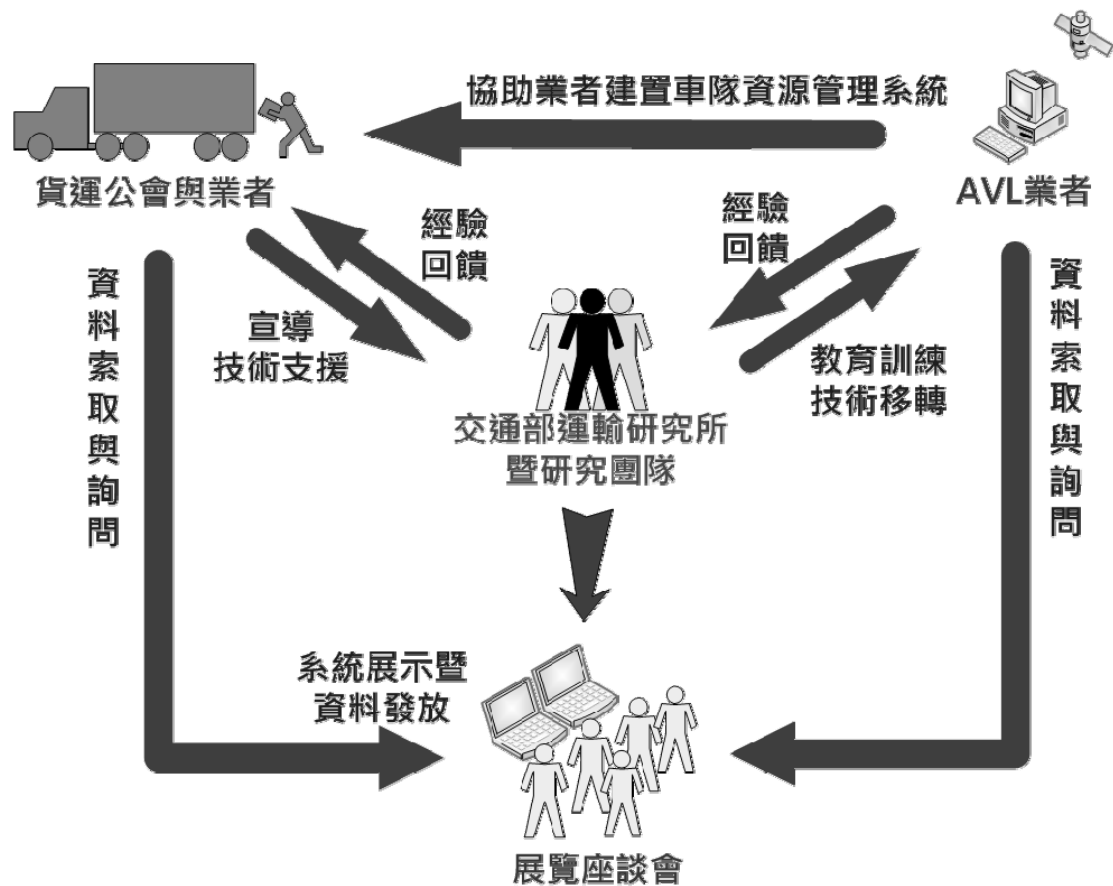 協助業者建置車隊資源管理系統
貨運公會與業者
AVL業者
經驗
回饋
經驗
回饋
宣導
技術支援
教育訓練
技術移轉
交通部運輸研究所
暨研究團隊
資料索取與詢問
資料索取與詢問
系統展示暨
資料發放
展覽座談會